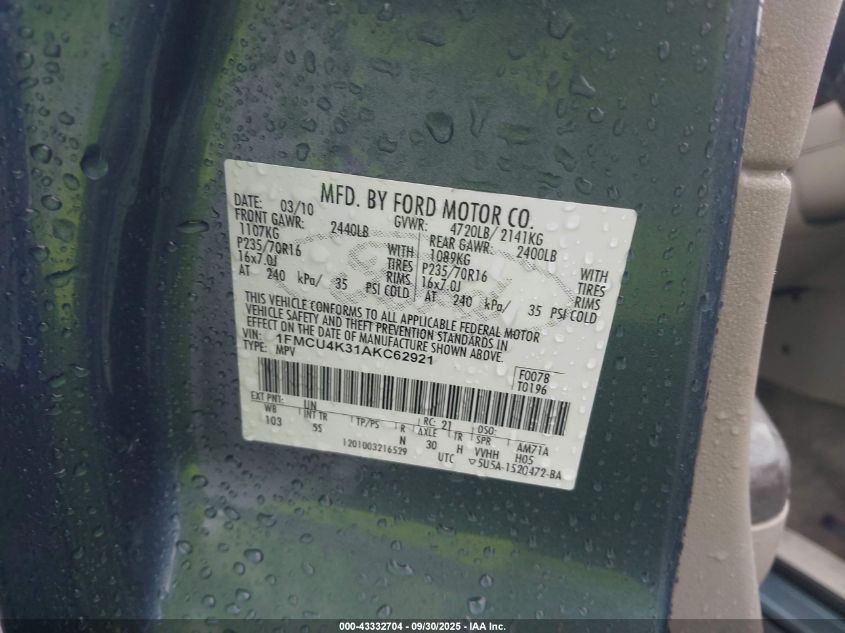 MFD. BY FORD MOTOR CO.
DATE: 03/10 GVWR: 4720LB/ 2141KG
FRONT GAWR: 2440LB REAR GAWR: 2400LB
1107KG WITH 1089KG WITH
P235/70R16 TIRES P235/70R16 TIRES
16x7.0J RIMS 16x7.0J RIMS
AT 240 kPa/ 35 PSI COLD AT 240 kPa/ 35 PSI COLD
THIS VEHICLE CONFORMS TO ALL APPLICABLE FEDERAL MOTOR
VEHICLE SAFETY AND THEFT PREVENTION STANDARDS IN
EFFECT ON THE DATE OF MANUFACTURE SHOWN ABOVE.
VIN: 1FMCU4K31AKC62921
TYPE: MPV
F0078
T0196
EXT PNT: UN RC: 21 DSO:
WB INT TR TP/PS R AXLE TR SPR AM71A
103 55 N 30 H VVHH H05
1201003216529 UTC ▽5U5A-1520472-BA
000-43332704 - 09/30/2025 - IAA Inc.